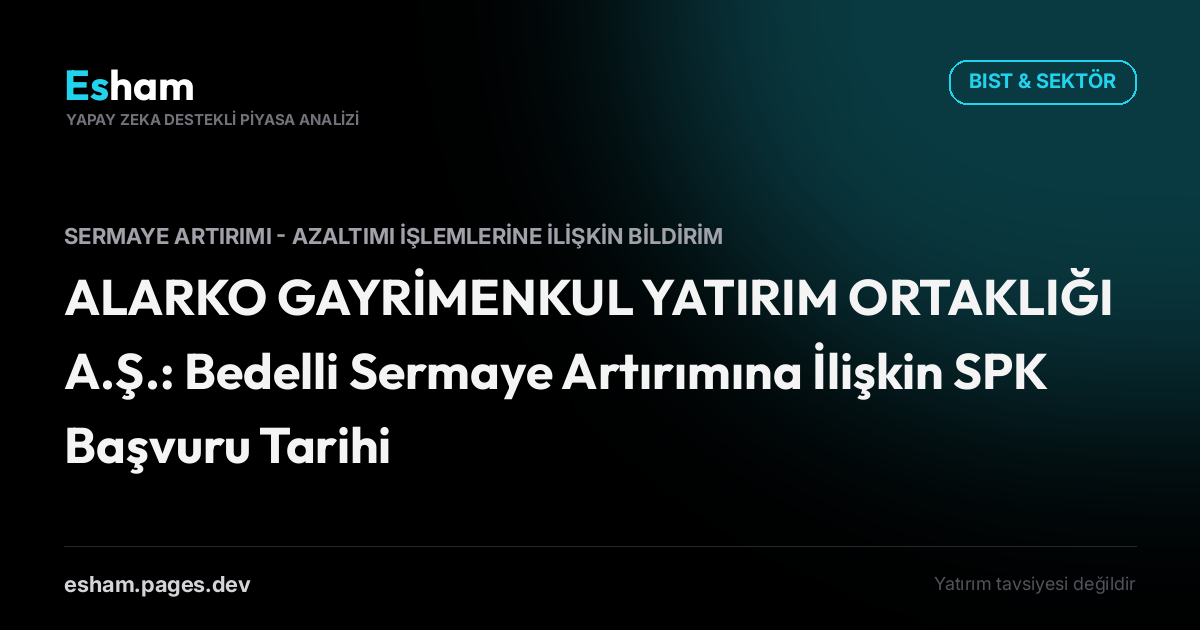 Esham
BIST & SEKTÖR
YAPAY ZEKA DESTEKLİ PİYASA ANALİZİ
SERMAYE ARTIRIMI - AZALTIMI İŞLEMLERİNE İLİŞKİN BİLDİRİM
ALARKO GAYRİMENKUL YATIRIM ORTAKLIĞI
A.Ş.: Bedelli Sermaye Artırımına İlişkin SPK
Başvuru Tarihi
esham.pages.dev
Yatırım tavsiyesi değildir